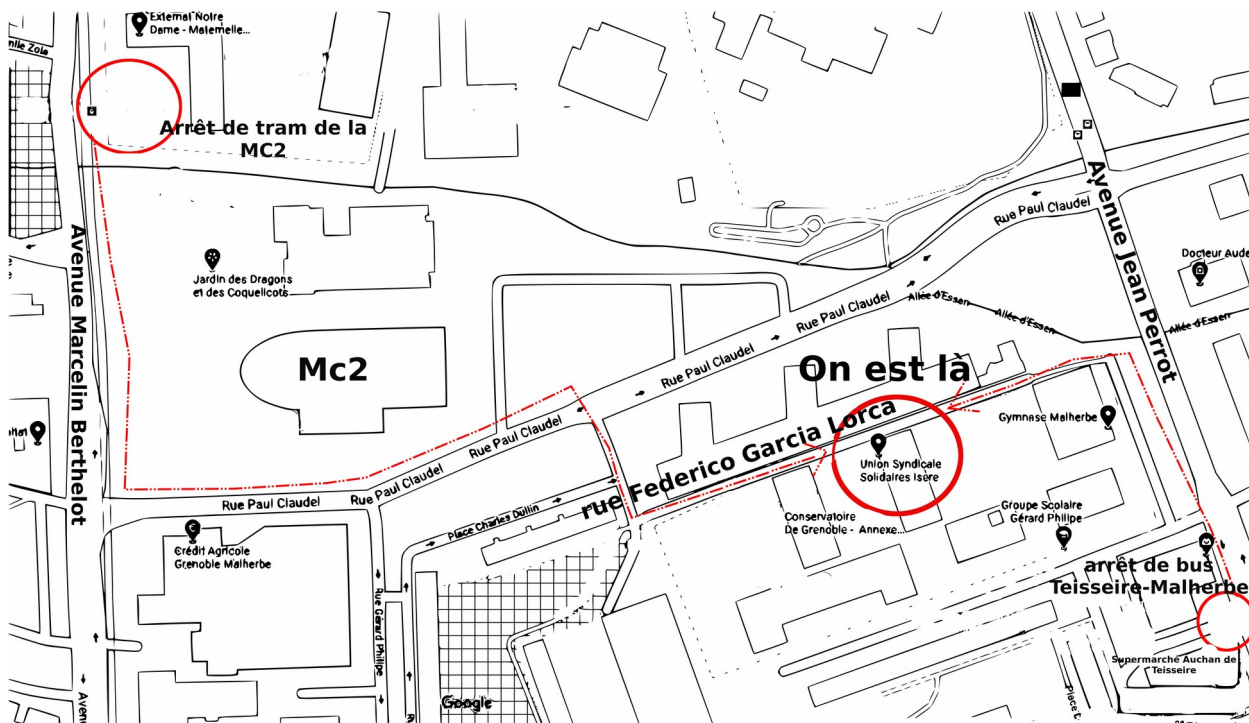 External Notre
Dame - Maternelle...
Emile Zola
Arrêt de tram de la
MC2
Avenue Jean Perrot
Rue Paul Claudel
Avenue Marcelin Berthelot
Jardin des Dragons
et des Coquelicots
Docteur Aude
Allée d'Essen
Allée d'Essen
Allée d'Essen
Rue Paul Claudel
Rue Paul Claudel
Mc2
On est là
rue Federico Garcia Lorca
Gymnase Malherbe
Rue Paul Claudel
Union Syndicale
Solidaires Isère
Rue Paul Claudel
Rue Paul Claudel
Place Charles Dullin
Conservatoire
De Grenoble - Annexe...
Groupe Scolaire
Gérard Philipe
Crédit Agricole
Grenoble Malherbe
arrêt de bus
Teisseire-Malherbe
Rue Gérard Philipe
Supermarché Auchan de
Teisseire
Google